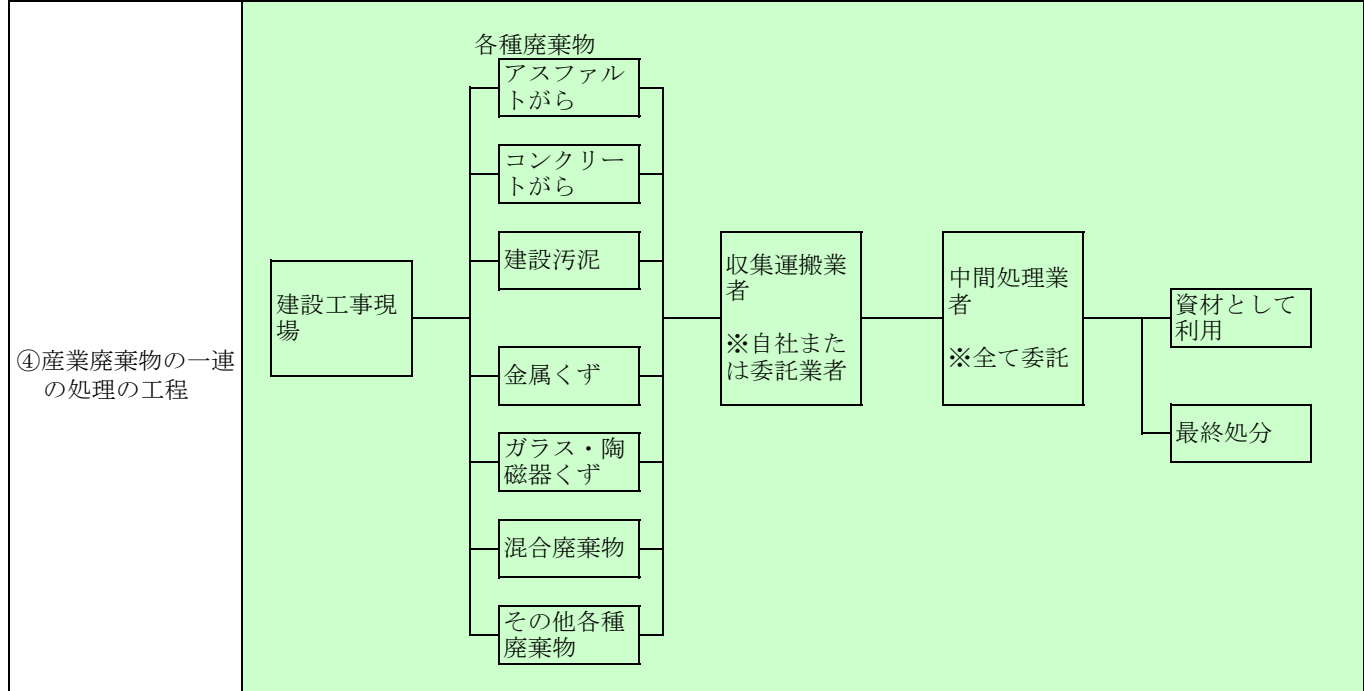 ④産業廃棄物の一連
の処理の工程
建設工事現
場
各種廃棄物
アスファル
トがら
コンクリー
トがら
建設汚泥
金属くず
ガラス・陶
磁器くず
混合廃棄物
その他各種
廃棄物
収集運搬業
者
※自社また
は委託業者
中間処理業
者
※全て委託
資材として
利用
最終処分